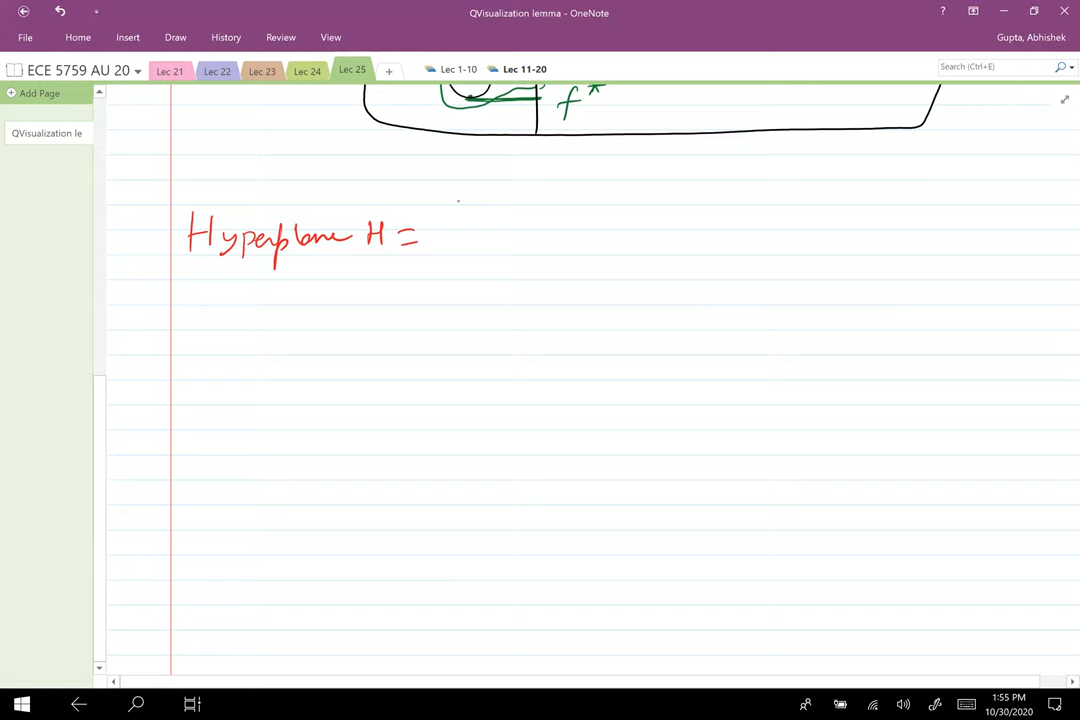 QVisualization lemma - OneNote
?
File Home Insert Draw History Review View
Gupta, Abhishek
ECE 5759 AU 20 Lec 21 Lec 22 Lec 23 Lec 24 Lec 25 + Lec 1-10 Lec 11-20
Search (Ctrl+E)
Add Page
QVisualization le
f*
Hyperplane H =
1:55 PM
10/30/2020